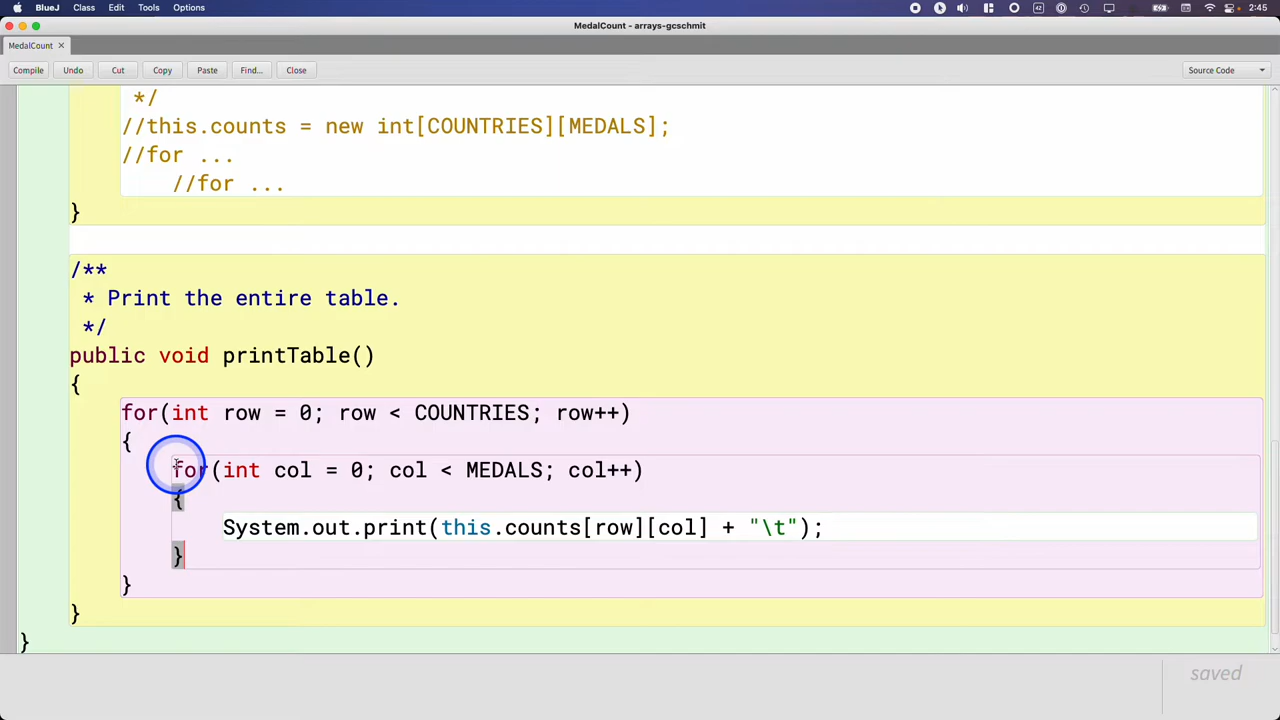 BlueJ Class Edit Tools Options 2:45
MedalCount - arrays-gcschmit
MedalCount
Compile Undo Cut Copy Paste Find... Close Source Code
*/
//this.counts = new int[COUNTRIES][MEDALS];
//for ...
//for ...
}
/**
* Print the entire table.
*/
public void printTable()
{
for(int row = 0; row < COUNTRIES; row++)
{
for(int col = 0; col < MEDALS; col++)
{
System.out.print(this.counts[row][col] + "\t");
}
}
}
}
saved